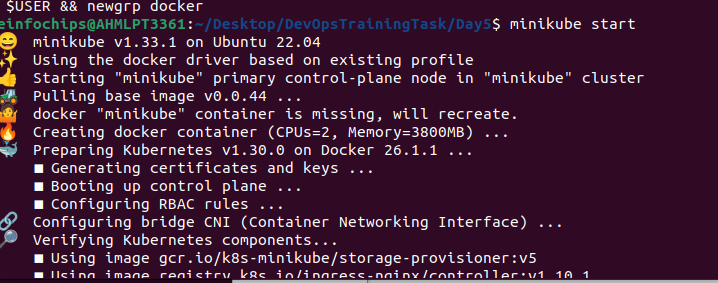 $USER && newgrp docker
einfochips@AHMLPT3361:~/Desktop/DevOpsTrainingTask/Day5$ minikube start
😄 minikube v1.33.1 on Ubuntu 22.04
✨ Using the docker driver based on existing profile
👍 Starting "minikube" primary control-plane node in "minikube" cluster
🚜 Pulling base image v0.0.44 ...
🤷 docker "minikube" container is missing, will recreate.
🔥 Creating docker container (CPUs=2, Memory=3800MB) ...
🐳 Preparing Kubernetes v1.30.0 on Docker 26.1.1 ...
▪ Generating certificates and keys ...
▪ Booting up control plane ...
▪ Configuring RBAC rules ...
🔗 Configuring bridge CNI (Container Networking Interface) ...
🔎 Verifying Kubernetes components...
▪ Using image gcr.io/k8s-minikube/storage-provisioner:v5
▪ Using image registry.k8s.io/ingress-nginx/controller:v1.10.1